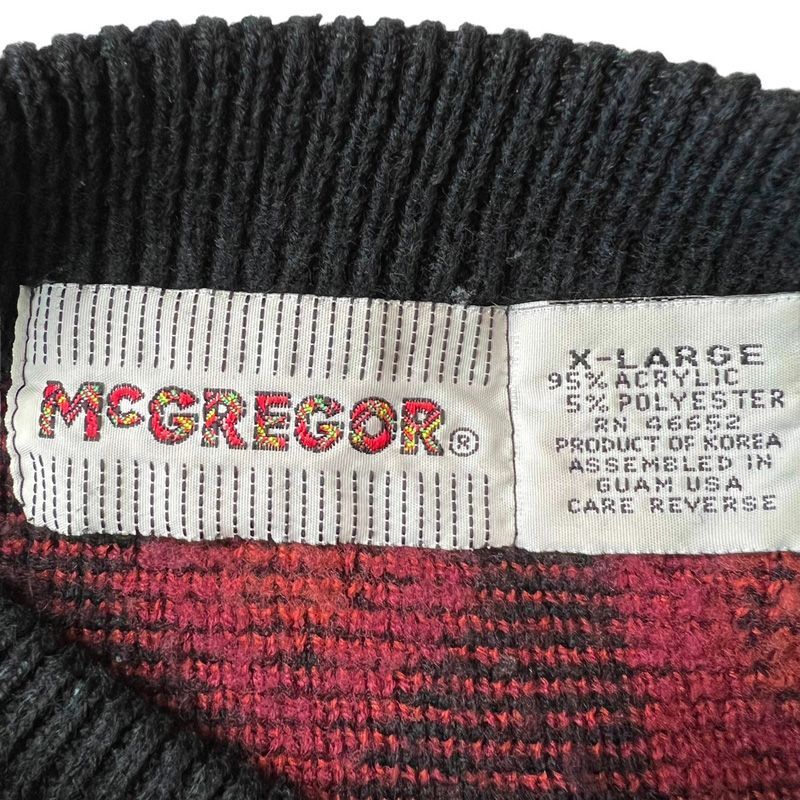 McGREGOR®
X-LARGE
95% ACRYLIC
5% POLYESTER
RN 46652
PRODUCT OF KOREA
ASSEMBLED IN
GUAM USA
CARE REVERSE